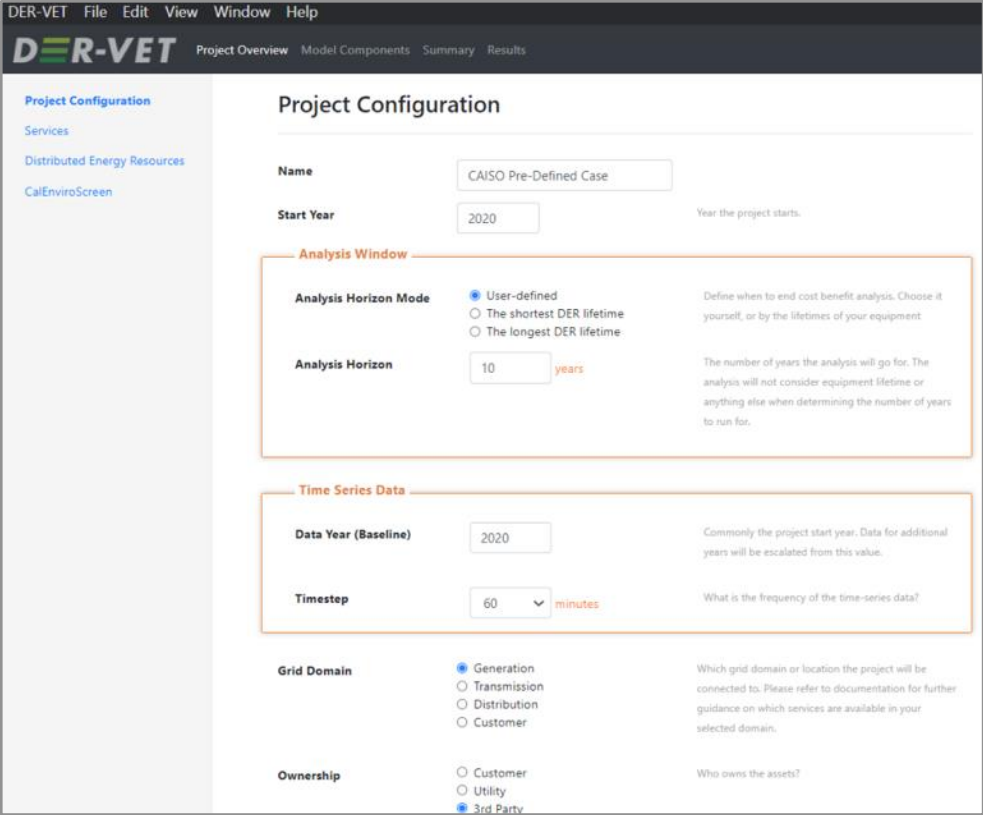 DER-VET File Edit View Window Help
DER-VET Project Overview Model Components Summary Results
Project Configuration
Services
Distributed Energy Resources
CalEnviroScreen
Project Configuration
Name CAISO Pre-Defined Case
Start Year 2020 Year the project starts.
Analysis Window
Analysis Horizon Mode
User-defined
The shortest DER lifetime
The longest DER lifetime
Define when to end cost benefit analysis. Choose it
yourself, or by the lifetimes of your equipment
Analysis Horizon 10 years
The number of years the analysis will go for. The
analysis will not consider equipment lifetime or
anything else when determining the number of years
to run for.
Time Series Data
Data Year (Baseline) 2020
Commonly the project start year. Data for additional
years will be escalated from this value.
Timestep 60 minutes What is the frequency of the time-series data?
Grid Domain
Generation
Transmission
Distribution
Customer
Which grid domain or location the project will be
connected to. Please refer to documentation for further
guidance on which services are available in your
selected domain.
Ownership
Customer
Utility
3rd Party
Who owns the assets?